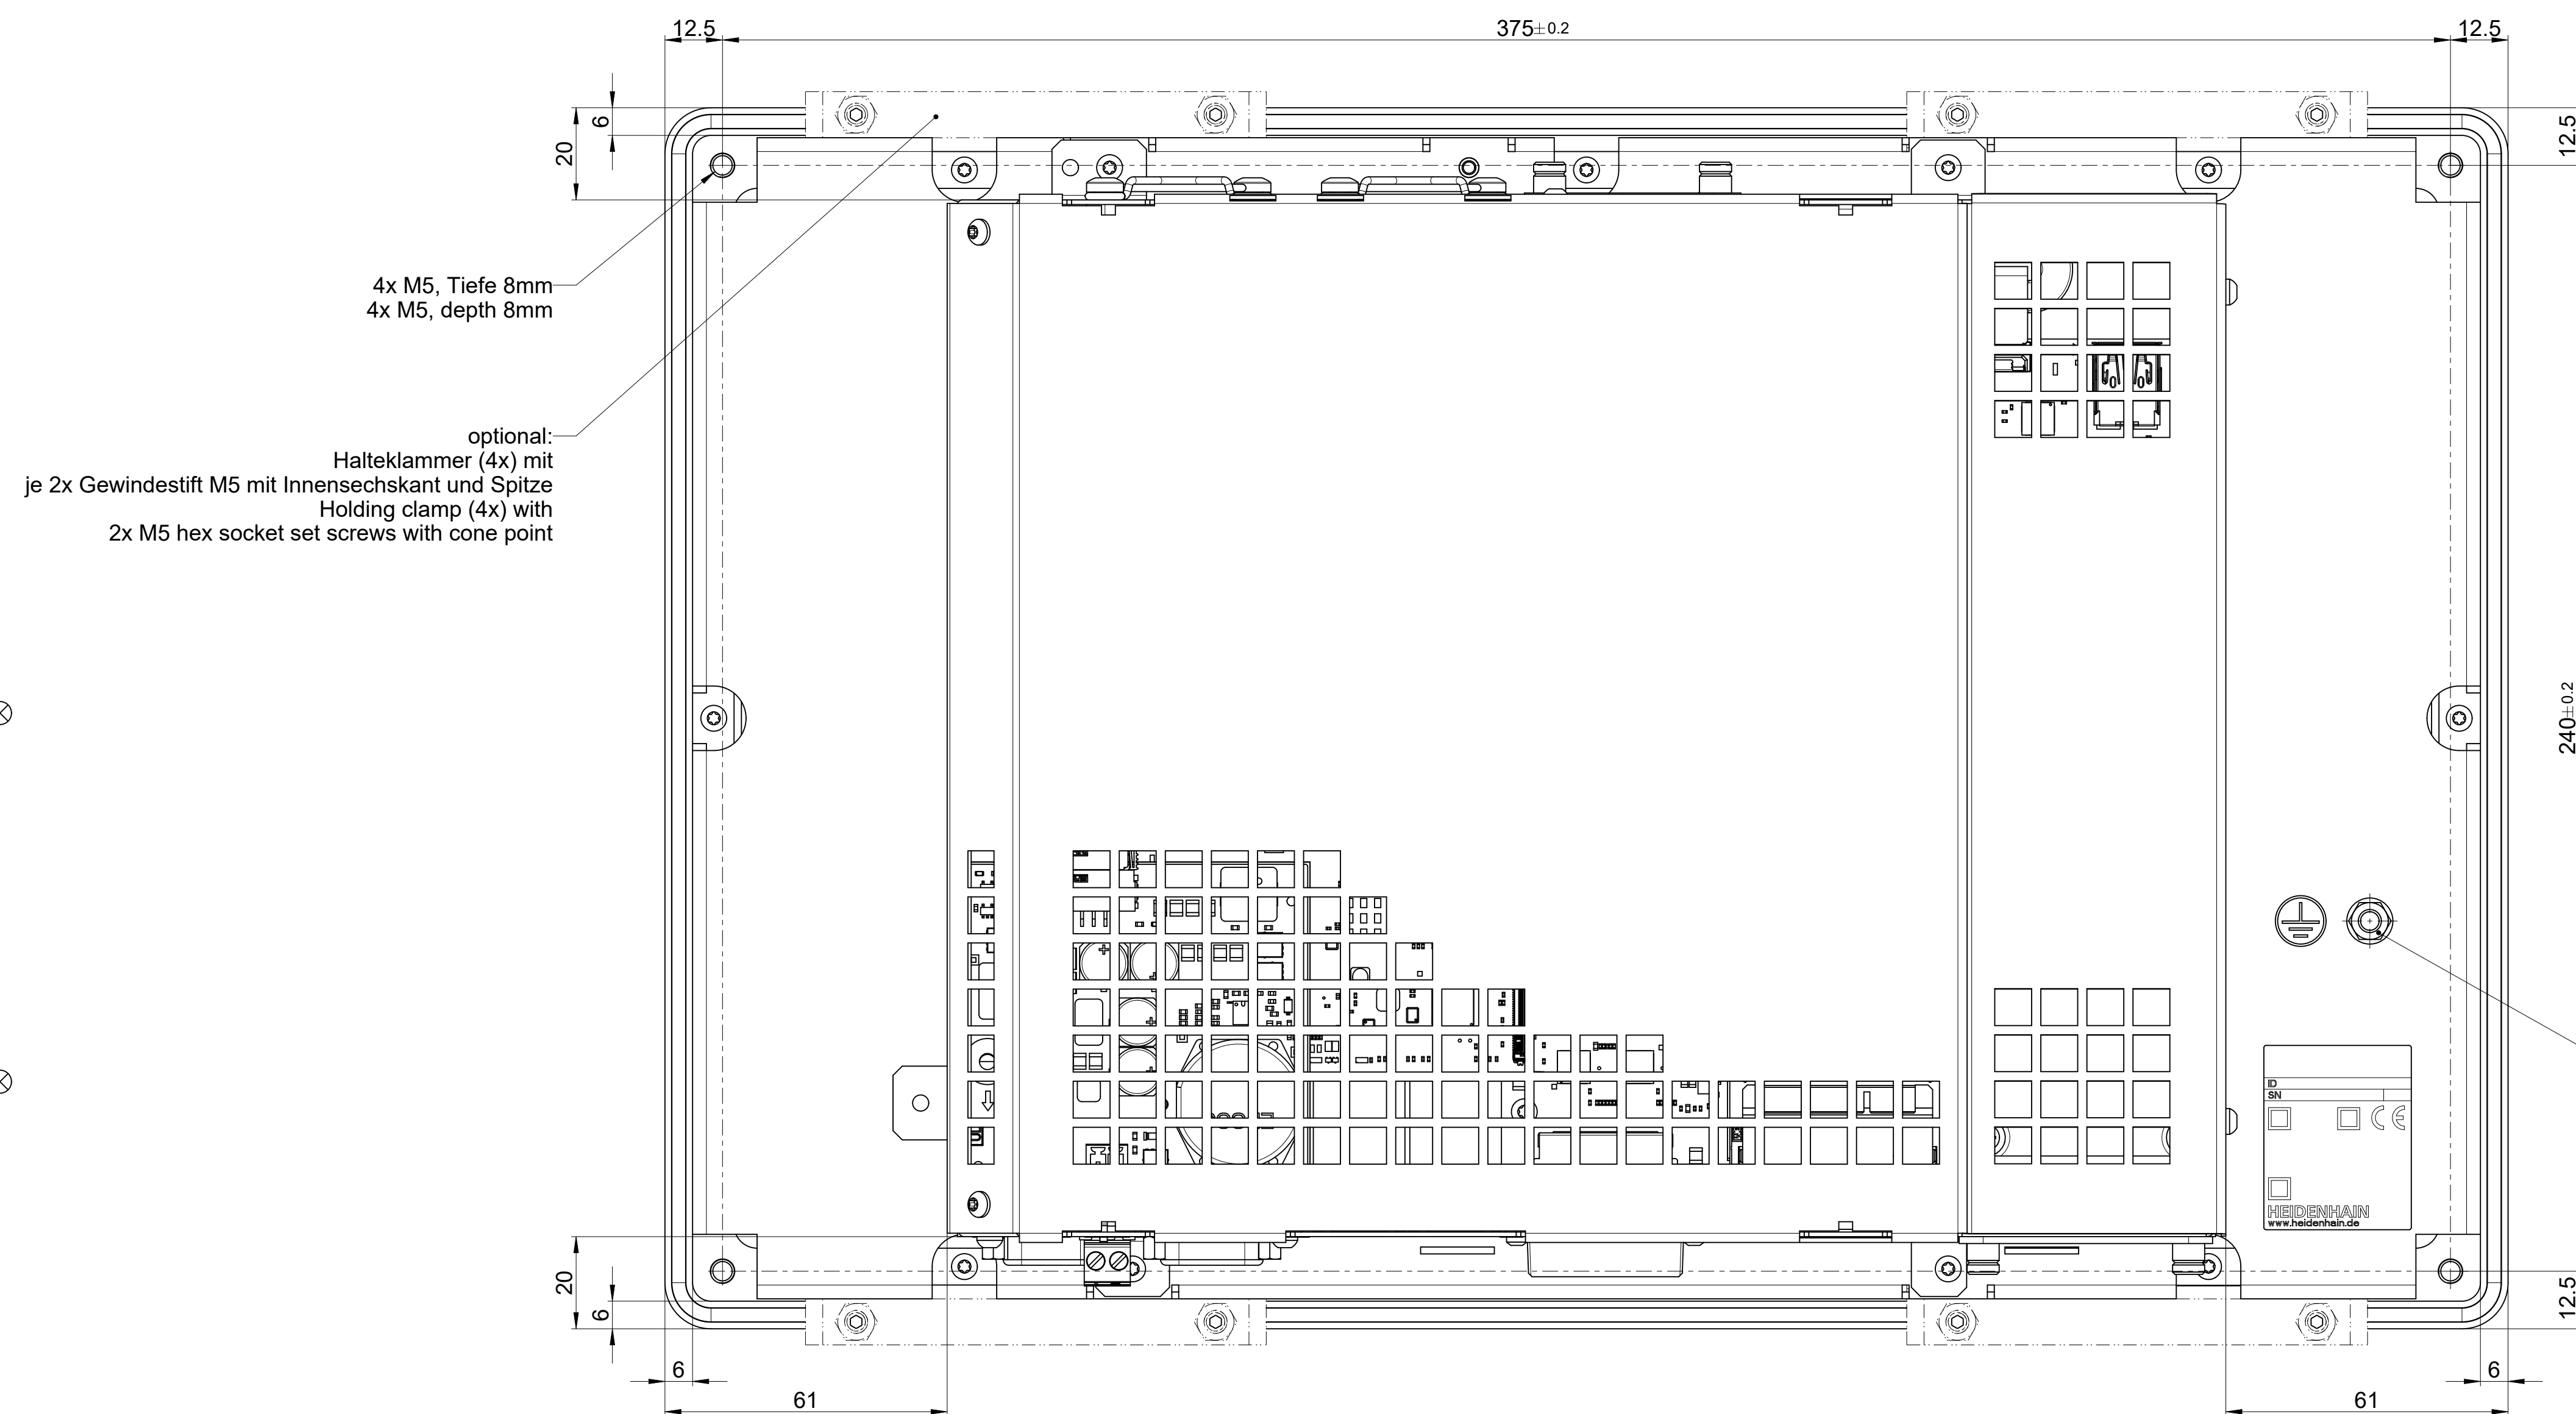 12.5
375±0.2
12.5
6
20
12.5
4x M5, Tiefe 8mm
4x M5, depth 8mm
optional:
Halteklammer (4x) mit
je 2x Gewindestift M5 mit Innensechskant und Spitze
Holding clamp (4x) with
2x M5 hex socket set screws with cone point
240±0.2
ID
SN
CE
HEIDENHAIN
www.heidenhain.de
20
6
12.5
6
61
6
61